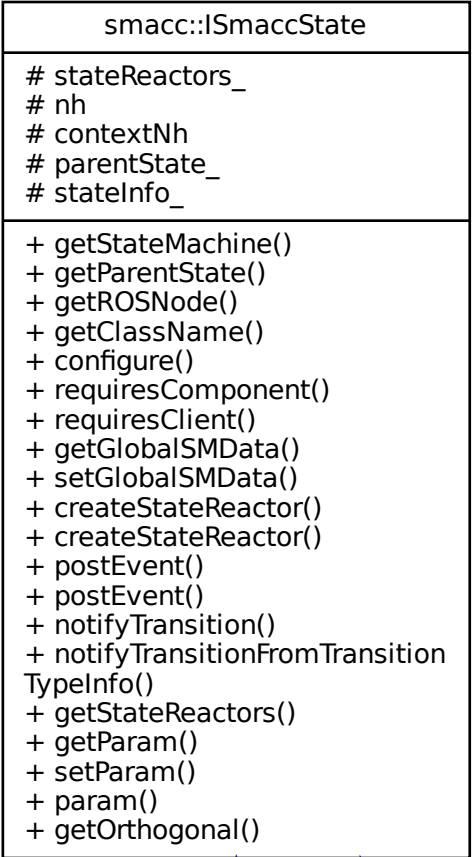 smacc::ISmaccState
# stateReactors_
# nh
# contextNh
# parentState_
# stateInfo_
+ getStateMachine()
+ getParentState()
+ getROSNode()
+ getClassName()
+ configure()
+ requiresComponent()
+ requiresClient()
+ getGlobalSMData()
+ setGlobalSMData()
+ createStateReactor()
+ createStateReactor()
+ postEvent()
+ postEvent()
+ notifyTransition()
+ notifyTransitionFromTransition
TypeInfo()
+ getStateReactors()
+ getParam()
+ setParam()
+ param()
+ getOrthogonal()